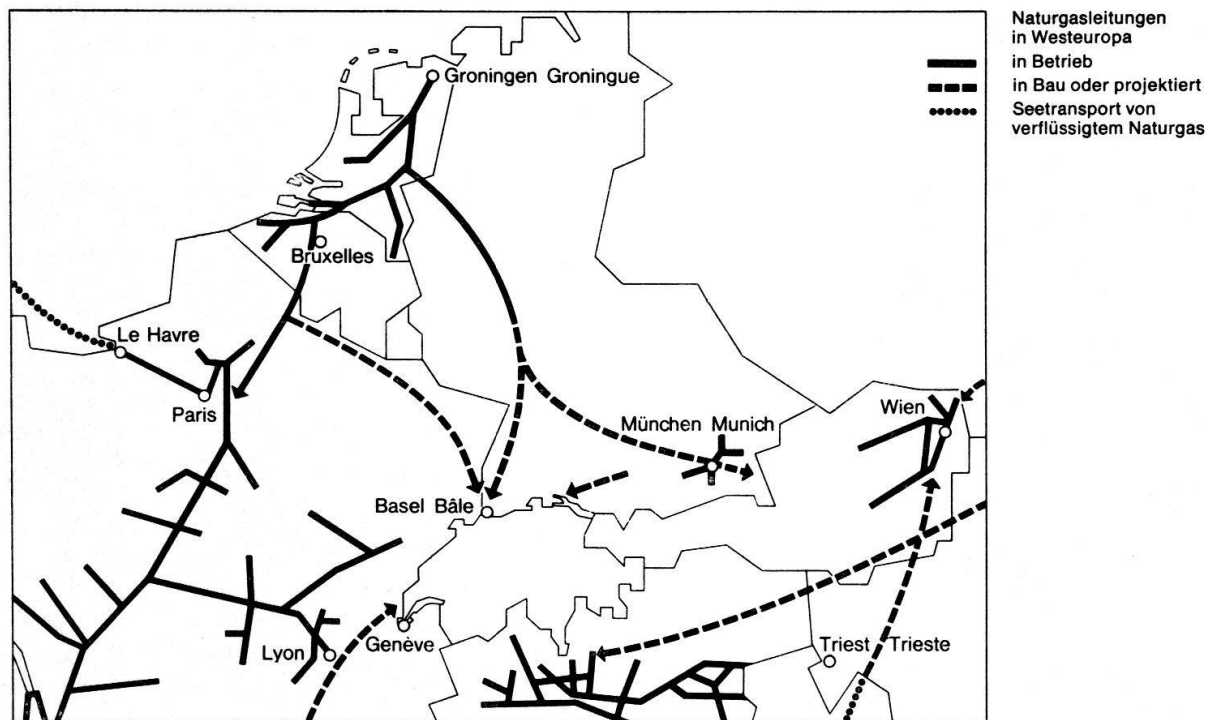 Naturgasleitungen
in Westeuropa
in Betrieb
in Bau oder projektiert
Seetransport von
verflüssigtem Naturgas
Groningen Groningue
Bruxelles
Le Havre
Paris
Wien
München Munich
Basel Bâle
Genève
Lyon
Triest Trieste